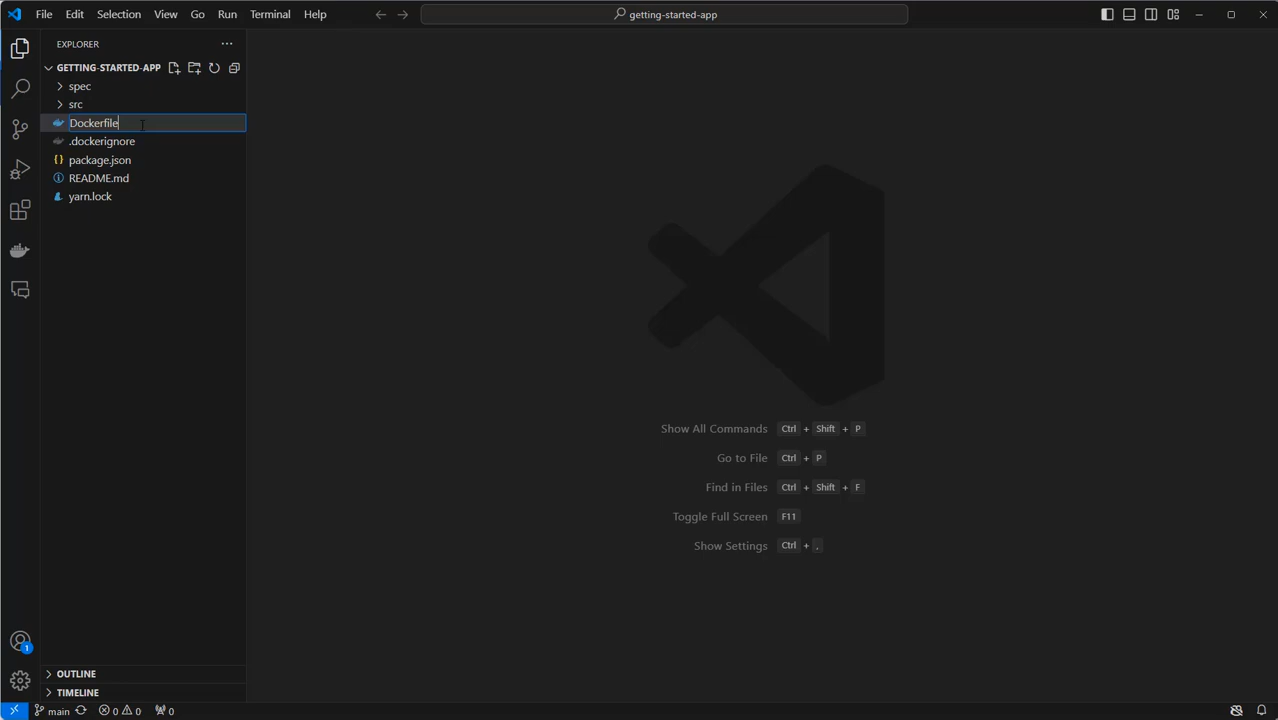 File Edit Selection View Go Run Terminal Help getting-started-app
EXPLORER
GETTING-STARTED-APP
spec
src
Dockerfile
.dockerignore
{} package.json
README.md
yarn.lock
Show All Commands Ctrl + Shift + P
Go to File Ctrl + P
Find in Files Ctrl + Shift + F
Toggle Full Screen F11
Show Settings Ctrl + ,
1
OUTLINE
TIMELINE
main 0 0 0